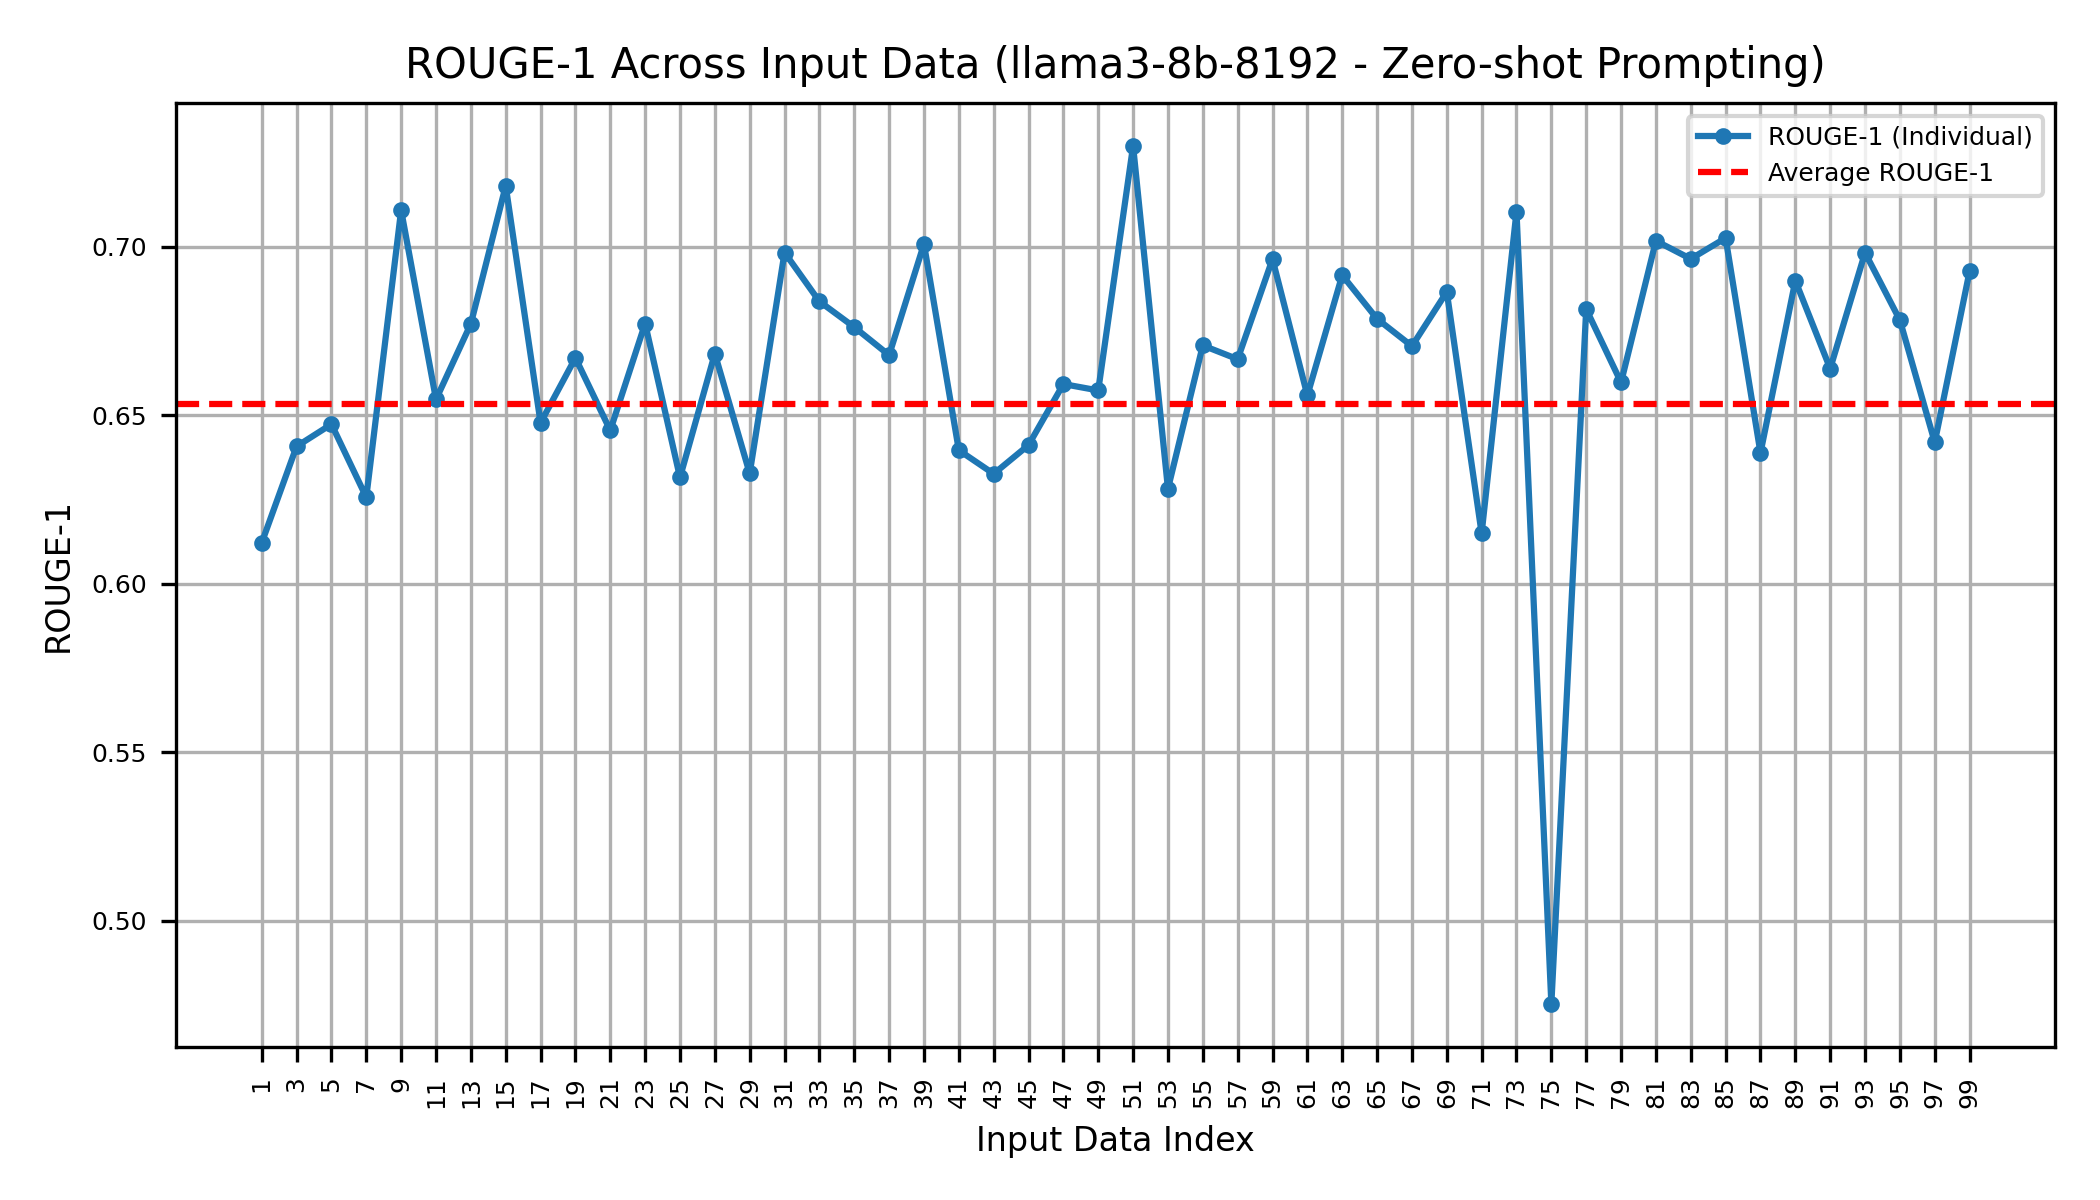 ROUGE-1 Across Input Data (llama3-8b-8192 - Zero-shot Prompting)
ROUGE-1 (Individual)
Average ROUGE-1
0.70
0.65
0.60
0.55
0.50
ROUGE-1
1 3 5 7 9 11 13 15 17 19 21 23 25 27 29 31 33 35 37 39 41 43 45 47 49 51 53 55 57 59 61 63 65 67 69 71 73 75 77 79 81 83 85 87 89 91 93 95 97 99
Input Data Index